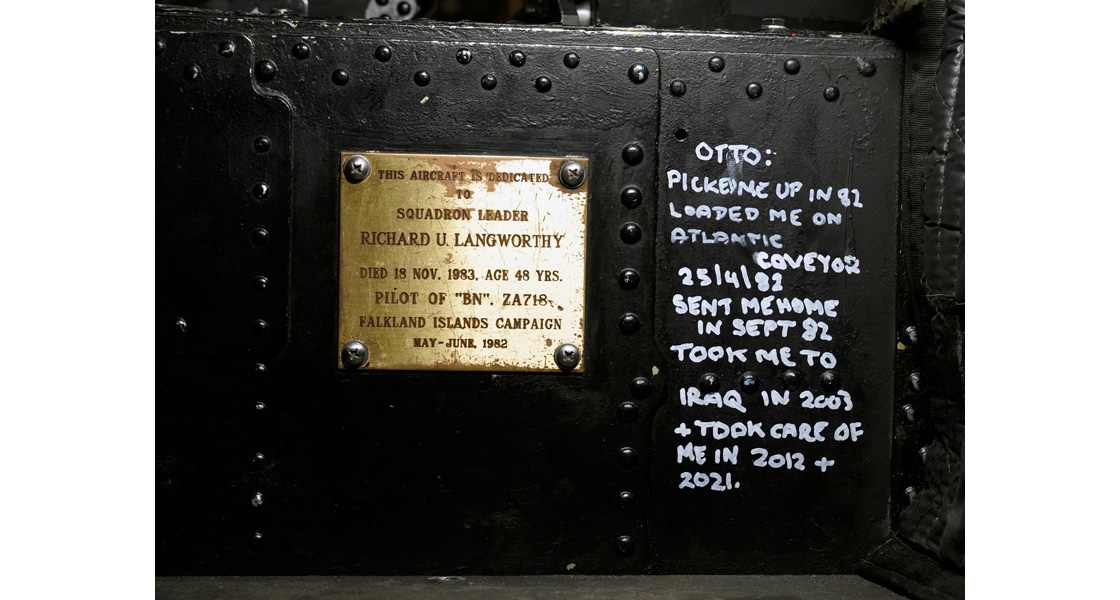 THIS AIRCRAFT IS DEDICATED
TO
SQUADRON LEADER
RICHARD U. LANGWORTHY
DIED 18 NOV. 1983, AGE 48 YRS.
PILOT OF "BN". ZA718.
FALKLAND ISLANDS CAMPAIGN
MAY-JUNE, 1982
OTTO:
PICKED ME UP IN 82
LOADED ME ON
ATLANTIC
COVEYOR
25/4/82
SENT ME HOME
IN SEPT 82
TOOK ME TO
IRAQ IN 2003
+ TOOK CARE OF
ME IN 2012 +
2021.